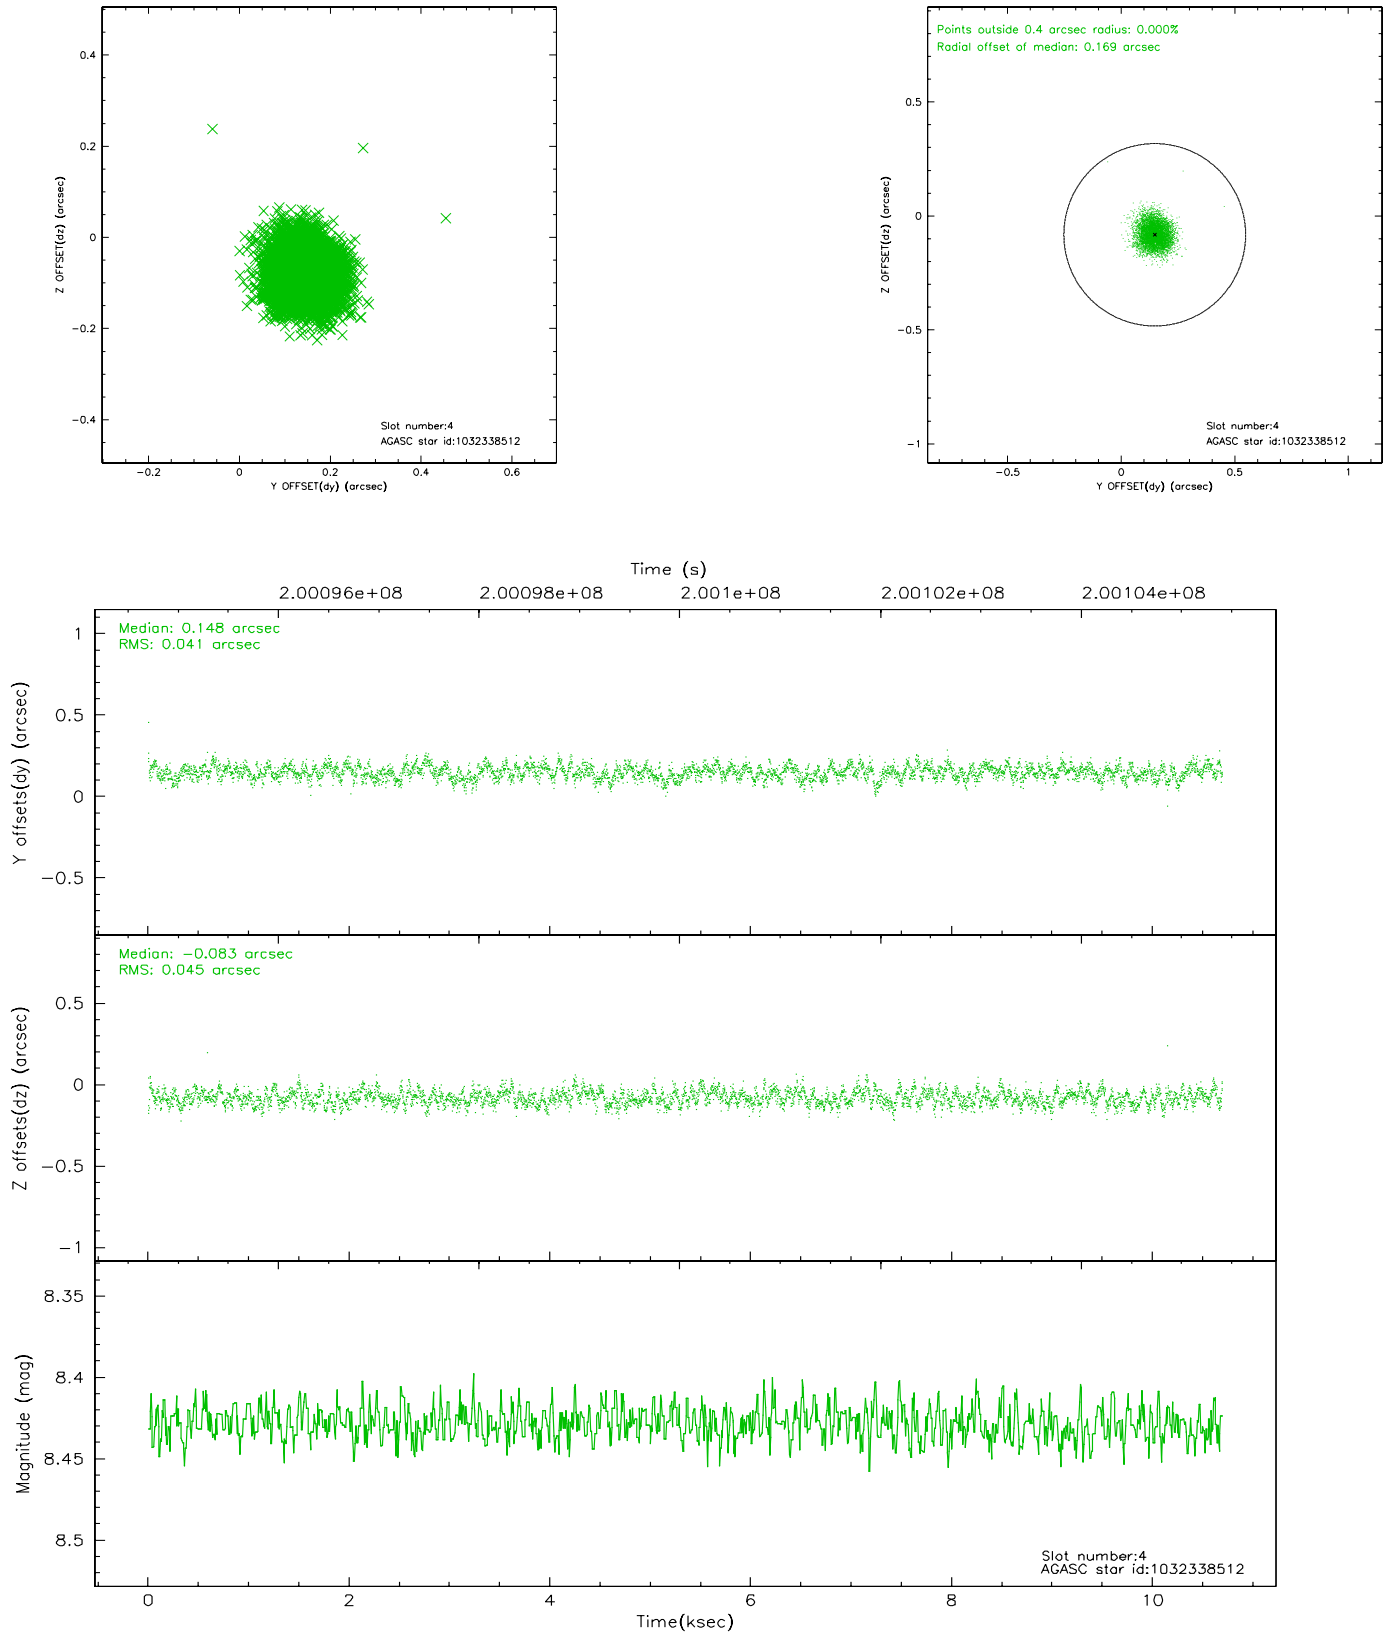 0.4
0.2
0
−0.2
−0.4
Z OFFSET(dz) (arcsec)
Slot number:4
AGASC star id:1032338512
−0.2 0 0.2 0.4 0.6
Y OFFSET(dy) (arcsec)
Points outside 0.4 arcsec radius: 0.000%
Radial offset of median: 0.169 arcsec
0.5
0
−0.5
−1
Z OFFSET(dz) (arcsec)
Slot number:4
AGASC star id:1032338512
−0.5 0 0.5 1
Y OFFSET(dy) (arcsec)
Time (s)
2.00096e+08 2.00098e+08 2.001e+08 2.00102e+08 2.00104e+08
Median: 0.148 arcsec
RMS: 0.041 arcsec
1
0.5
0
−0.5
Y offsets(dy) (arcsec)
Median: −0.083 arcsec
RMS: 0.045 arcsec
0.5
0
−0.5
−1
Z offsets(dz) (arcsec)
8.35
8.4
8.45
8.5
Magnitude (mag)
Slot number:4
AGASC star id:1032338512
0 2 4 6 8 10
Time(ksec)